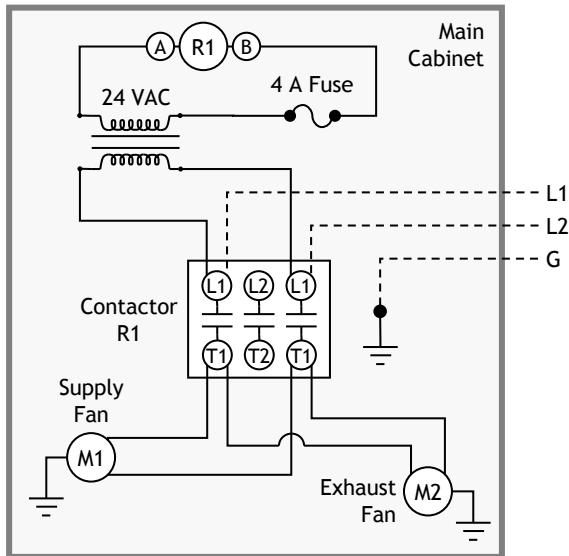 Main
Cabinet
A
R1
B
24 VAC
4 A Fuse
L1
L2
G
Contactor
R1
L1
L2
L1
T1
T2
T1
Supply
Fan
M1
Exhaust
Fan
M2